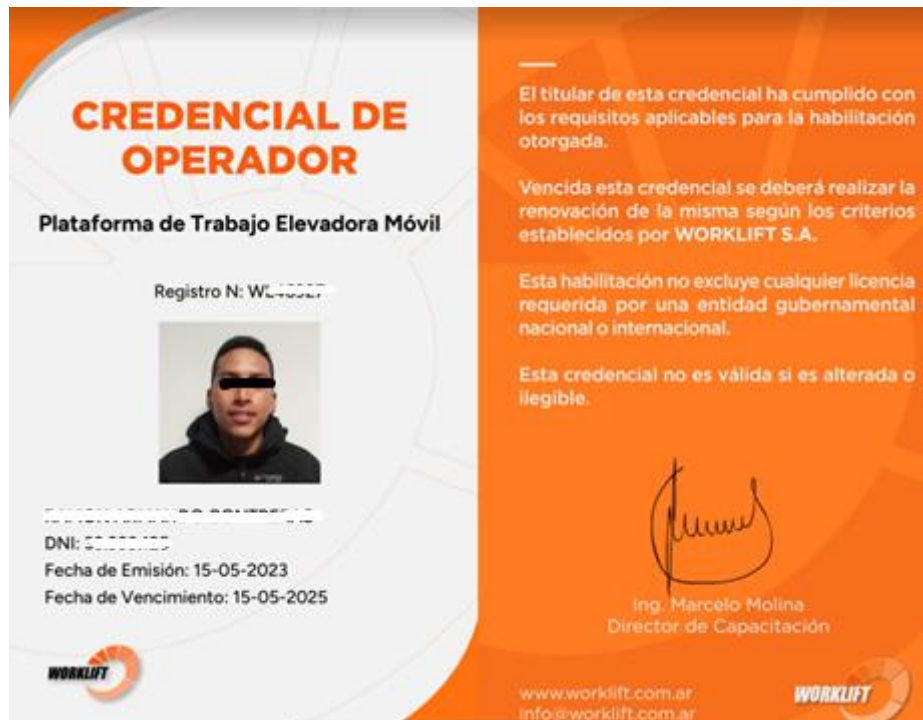 CREDENCIAL DE
OPERADOR
Plataforma de Trabajo Elevadora Móvil
Registro N:
DNI:
Fecha de Emisión: 15-05-2023
Fecha de Vencimiento: 15-05-2025
WORKLIFT
El titular de esta credencial ha cumplido con
los requisitos aplicables para la habilitación
otorgada.
Vencida esta credencial se deberá realizar la
renovación de la misma según los criterios
establecidos por WORKLIFT S.A.
Esta habilitación no excluye cualquier licencia
requerida por una entidad gubernamental
nacional o internacional.
Esta credencial no es válida si es alterada o
ilegible.
Ing. Marcelo Molina
Director de Capacitación
www.worklift.com.ar
info@worklift.com.ar
WORKLIFT